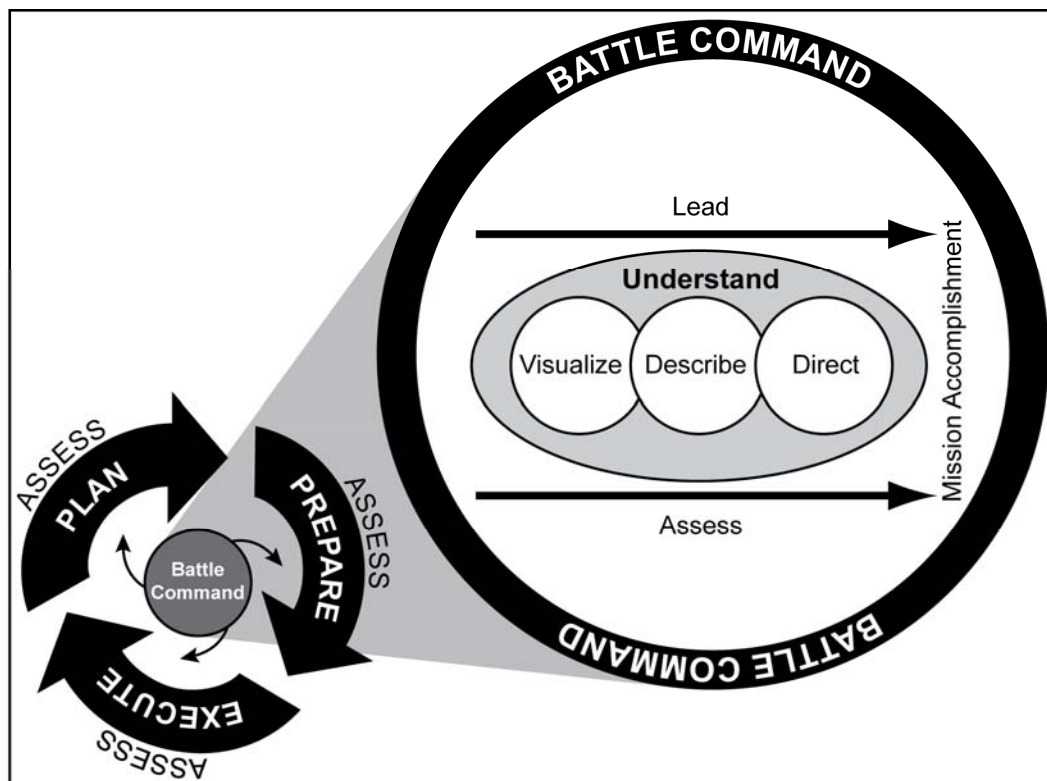 BATTLE COMMAND
Lead
Understand
Visualize
Describe
Direct
Assess
Mission Accomplishment
BATTLE COMMAND
ASSESS
PLAN
PREPARE
ASSESS
Battle
Command
EXECUTE
ASSESS